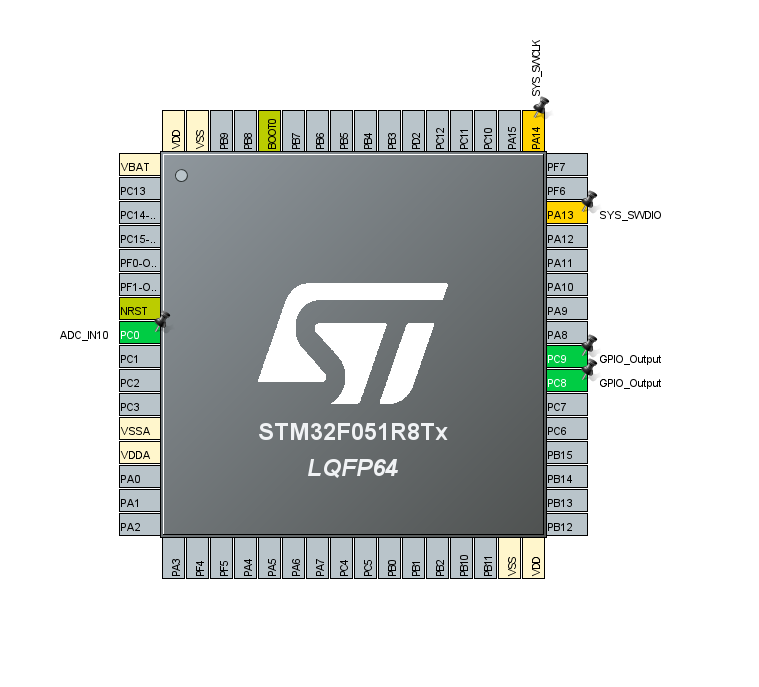 SYS_SWCLK
VDD
VSS
PB9
PB8
BOOT0
PB7
PB6
PB5
PB4
PB3
PD2
PC12
PC11
PC10
PA15
PA14
VBAT
PC13
PC14-..
PC15-..
PF0-O..
PF1-O..
NRST
ADC_IN10 PC0
PC1
PC2
PC3
VSSA
VDDA
PA0
PA1
PA2
STM32F051R8Tx
LQFP64
PF7
PF6
PA13 SYS_SWDIO
PA12
PA11
PA10
PA9
PA8
PC9 GPIO_Output
PC8 GPIO_Output
PC7
PC6
PB15
PB14
PB13
PB12
PA3
PF4
PF5
PA4
PA5
PA6
PA7
PC4
PC5
PB0
PB1
PB2
PB10
PB11
VSS
VDD